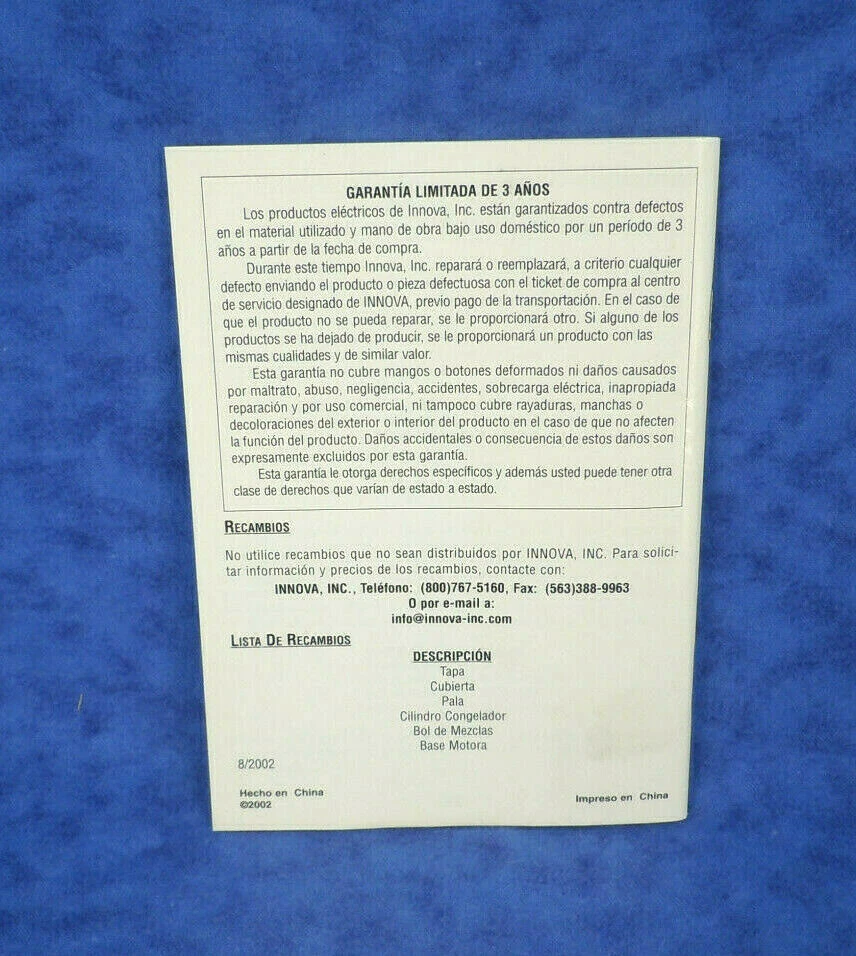 GARANTÍA LIMITADA DE 3 AÑOS
Los productos eléctricos de Innova, Inc. están garantizados contra defectos
en el material utilizado y mano de obra bajo uso doméstico por un período de 3
años a partir de la fecha de compra.
Durante este tiempo Innova, Inc. reparará o reemplazará, a criterio cualquier
defecto enviando el producto o pieza defectuosa con el ticket de compra al centro
de servicio designado de INNOVA, previo pago de la transportación. En el caso de
que el producto no se pueda reparar, se le proporcionará otro. Si alguno de los
productos se ha dejado de producir, se le proporcionará un producto con las
mismas cualidades y de similar valor.
Esta garantía no cubre mangos o botones deformados ni daños causados
por maltrato, abuso, negligencia, accidentes, sobrecarga eléctrica, inapropiada
reparación y por uso comercial, ni tampoco cubre rayaduras, manchas o
decoloraciones del exterior o interior del producto en el caso de que no afecten
la función del producto. Daños accidentales o consecuencia de estos daños son
expresamente excluidos por esta garantía.
Esta garantía le otorga derechos específicos y además usted puede tener otra
clase de derechos que varían de estado a estado.
RECAMBIOS
No utilice recambios que no sean distribuidos por INNOVA, INC. Para solici-
tar información y precios de los recambios, contacte con:
INNOVA, INC., Teléfono: (800)767-5160, Fax: (563)388-9963
O por e-mail a:
info@innova-inc.com
LISTA DE RECAMBIOS
DESCRIPCIÓN
Tapa
Cubierta
Pala
Cilindro Congelador
Bol de Mezclas
Base Motora
8/2002
Hecho en China
©2002
Impreso en China